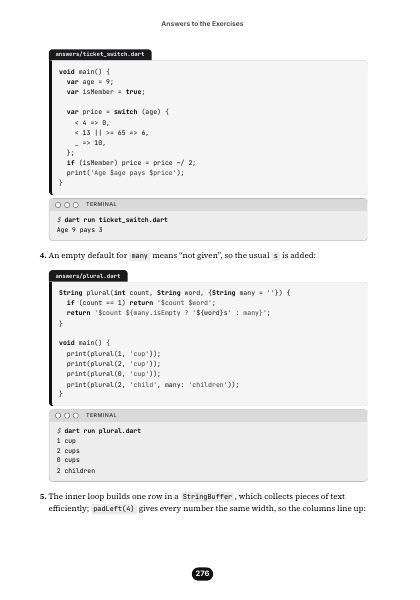 Answers to the Exercises
answers/ticket_switch.dart
void main() {
  var age = 9;
  var isMember = true;

  var price = switch (age) {
    < 4 => 0,
    < 13 || >= 65 => 6,
    _ => 10,
  };
  if (isMember) price = price ~/ 2;
  print('Age $age pays $price');
}
TERMINAL
$ dart run ticket_switch.dart
Age 9 pays 3
4. An empty default for many means “not given”, so the usual s is added:
answers/plural.dart
String plural(int count, String word, {String many = ''}) {
  if (count == 1) return '$count $word';
  return '$count ${many.isEmpty ? '${word}s' : many}';
}

void main() {
  print(plural(1, 'cup'));
  print(plural(2, 'cup'));
  print(plural(0, 'cup'));
  print(plural(2, 'child', many: 'children'));
}
TERMINAL
$ dart run plural.dart
1 cup
2 cups
0 cups
2 children
5. The inner loop builds one row in a StringBuffer, which collects pieces of text
efficiently; padLeft(4) gives every number the same width, so the columns line up:
276